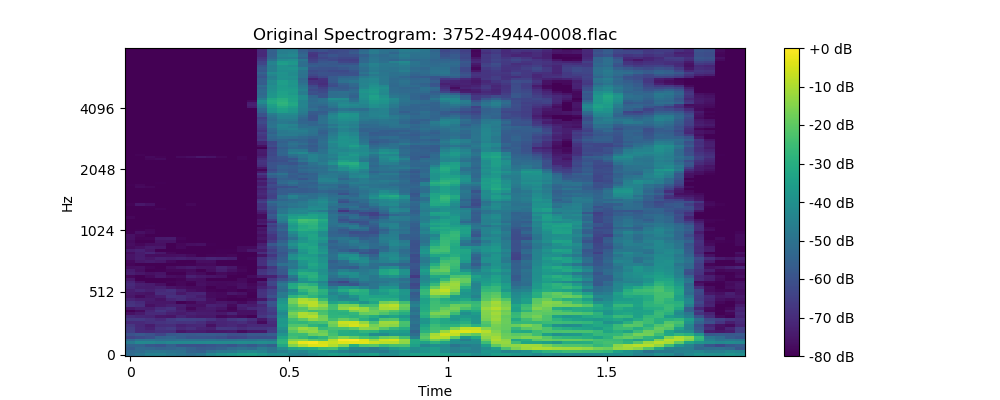 Original Spectrogram: 3752-4944-0008.flac
Hz
4096
2048
1024
512
0
0
0.5
1
1.5
Time
+0 dB
-10 dB
-20 dB
-30 dB
-40 dB
-50 dB
-60 dB
-70 dB
-80 dB